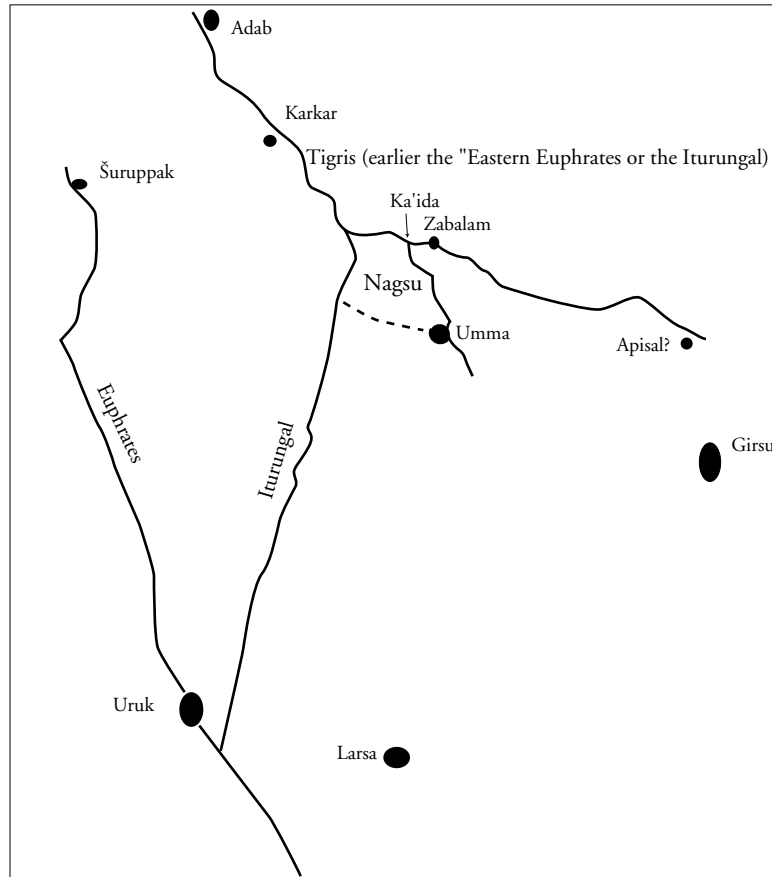 Adab
Karkar
Tigris (earlier the "Eastern Euphrates or the Iturungal)
Šuruppak
Ka'ida
Zabalam
Nagsu
Umma
Apisal?
Euphrates
Iturungal
Girsu
Uruk
Larsa